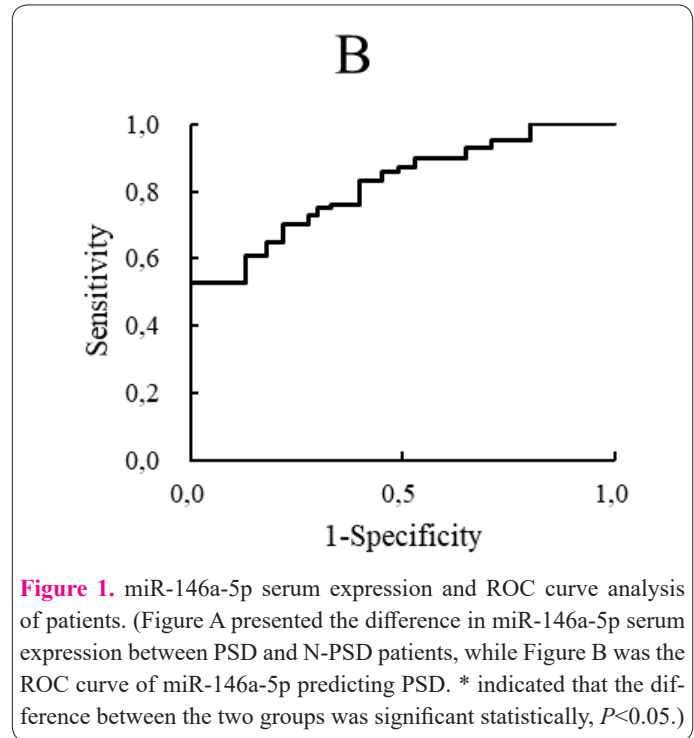 B
1,0
0,8
0,6
0,4
0,2
0,0
Sensitivity
0,0 0,5 1,0
1-Specificity
Figure 1. miR-146a-5p serum expression and ROC curve analysis
of patients. (Figure A presented the difference in miR-146a-5p serum
expression between PSD and N-PSD patients, while Figure B was the
ROC curve of miR-146a-5p predicting PSD. * indicated that the dif-
ference between the two groups was significant statistically, P<0.05.)